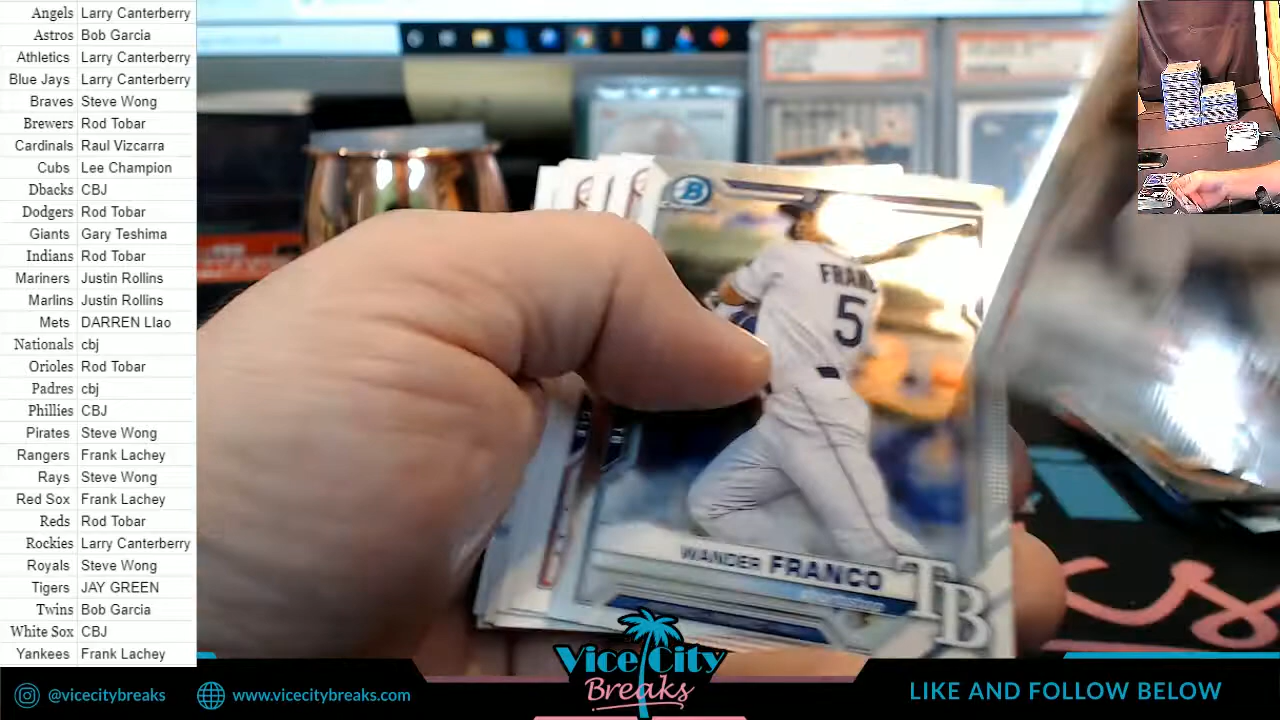 Angels Larry Canterberry
Astros Bob Garcia
Athletics Larry Canterberry
Blue Jays Larry Canterberry
Braves Steve Wong
Brewers Rod Tobar
Cardinals Raul Vizcarra
Cubs Lee Champion
Dbacks CBJ
Dodgers Rod Tobar
Giants Gary Teshima
Indians Rod Tobar
Mariners Justin Rollins
Marlins Justin Rollins
Mets DARREN LIao
Nationals cbj
Orioles Rod Tobar
Padres cbj
Phillies CBJ
Pirates Steve Wong
Rangers Frank Lachey
Rays Steve Wong
Red Sox Frank Lachey
Reds Rod Tobar
Rockies Larry Canterberry
Royals Steve Wong
Tigers JAY GREEN
Twins Bob Garcia
White Sox CBJ
Yankees Frank Lachey
B
FRAN
5
WANDER FRANCO
TB
Vice City
Breaks
@vicecitybreaks
www.vicecitybreaks.com
LIKE AND FOLLOW BELOW